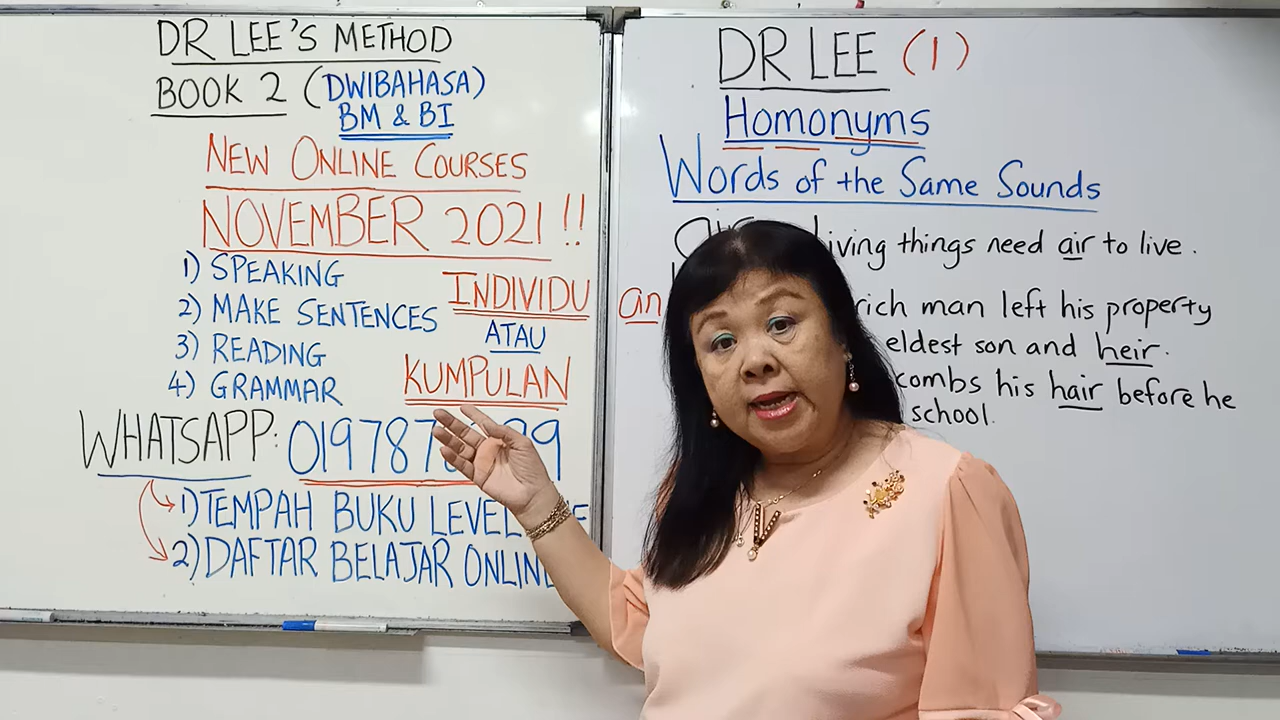 DR LEE'S METHOD
BOOK 2 (DWIBAHASA)
BM & BI
NEW ONLINE COURSES
NOVEMBER 2021 !!
1) SPEAKING
2) MAKE SENTENCES
3) READING
4) GRAMMAR
INDIVIDU
ATAU
KUMPULAN
WHATSAPP:
1) TEMPAH BUKU LEVEL
2) DAFTAR BELAJAR ONLINE
DR LEE (1)
Homonyms
Words of the Same Sounds
living things need air to live.
an rich man left his property
eldest son and heir.
combs his hair before he
school.